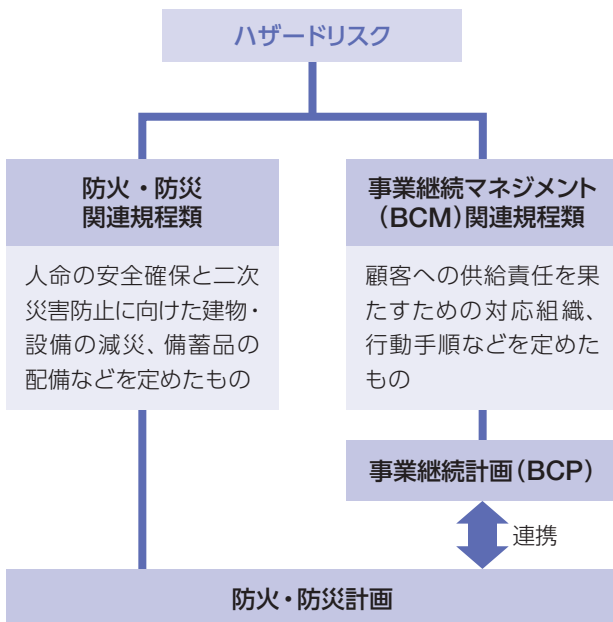 ハザードリスク
防火・防災
関連規程類
人命の安全確保と二次
災害防止に向けた建物・
設備の減災、備蓄品の
配備などを定めたもの
事業継続マネジメント
（BCM）関連規程類
顧客への供給責任を果
たすための対応組織、
行動手順などを定めた
もの
事業継続計画（BCP）
連携
防火・防災計画